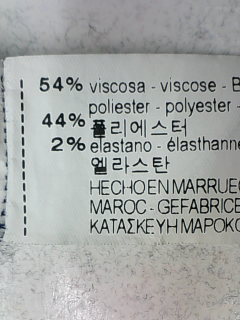 54% viscosa - viscose - B
poliester - polyester -
44% 폴리에스터
2% elastano - élasthanne
엘라스탄
HECHO EN MARRUEC
MAROC - GEFABRICE
ΚΑΤΑΣΚΕΥΗ ΜΑΡΟΚΟ